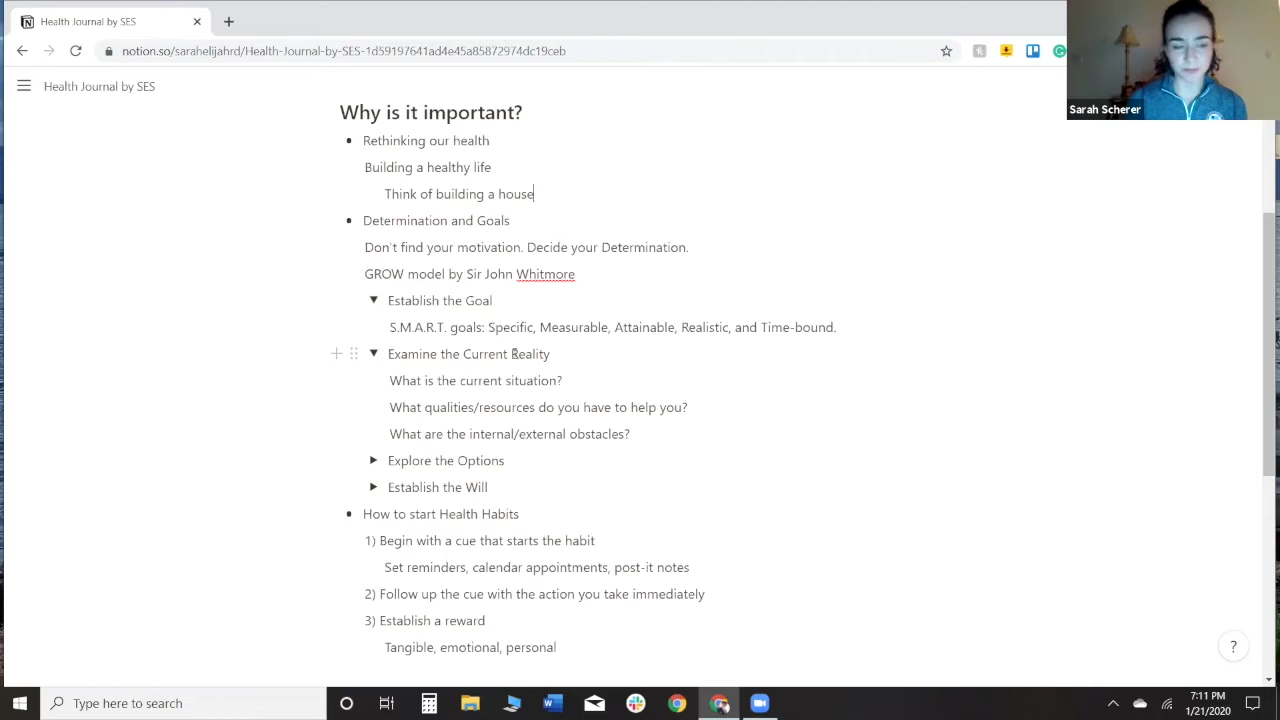 Health Journal by SES
notion.so/sarahelijahrd/Health-Journal-by-SES-1d59197641ad4e45a85872974dc19ceb
Sarah Scherer
Health Journal by SES
Why is it important?
Rethinking our health
Building a healthy life
Think of building a house
Determination and Goals
Don't find your motivation. Decide your Determination.
GROW model by Sir John Whitmore
Establish the Goal
S.M.A.R.T. goals: Specific, Measurable, Attainable, Realistic, and Time-bound.
Examine the Current Reality
What is the current situation?
What qualities/resources do you have to help you?
What are the internal/external obstacles?
Explore the Options
Establish the Will
How to start Health Habits
1) Begin with a cue that starts the habit
Set reminders, calendar appointments, post-it notes
2) Follow up the cue with the action you take immediately
3) Establish a reward
Tangible, emotional, personal
?
Type here to search
7:11 PM
1/21/2020